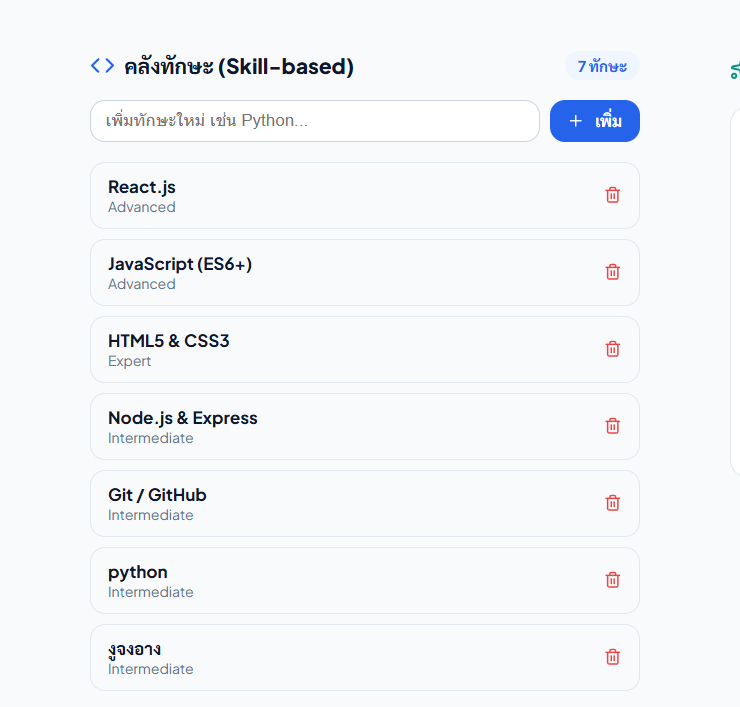 คลังทักษะ (Skill-based)
7 ทักษะ
เพิ่มทักษะใหม่ เช่น Python...
+ เพิ่ม
React.js
Advanced
JavaScript (ES6+)
Advanced
HTML5 & CSS3
Expert
Node.js & Express
Intermediate
Git / GitHub
Intermediate
python
Intermediate
งูจงอาง
Intermediate